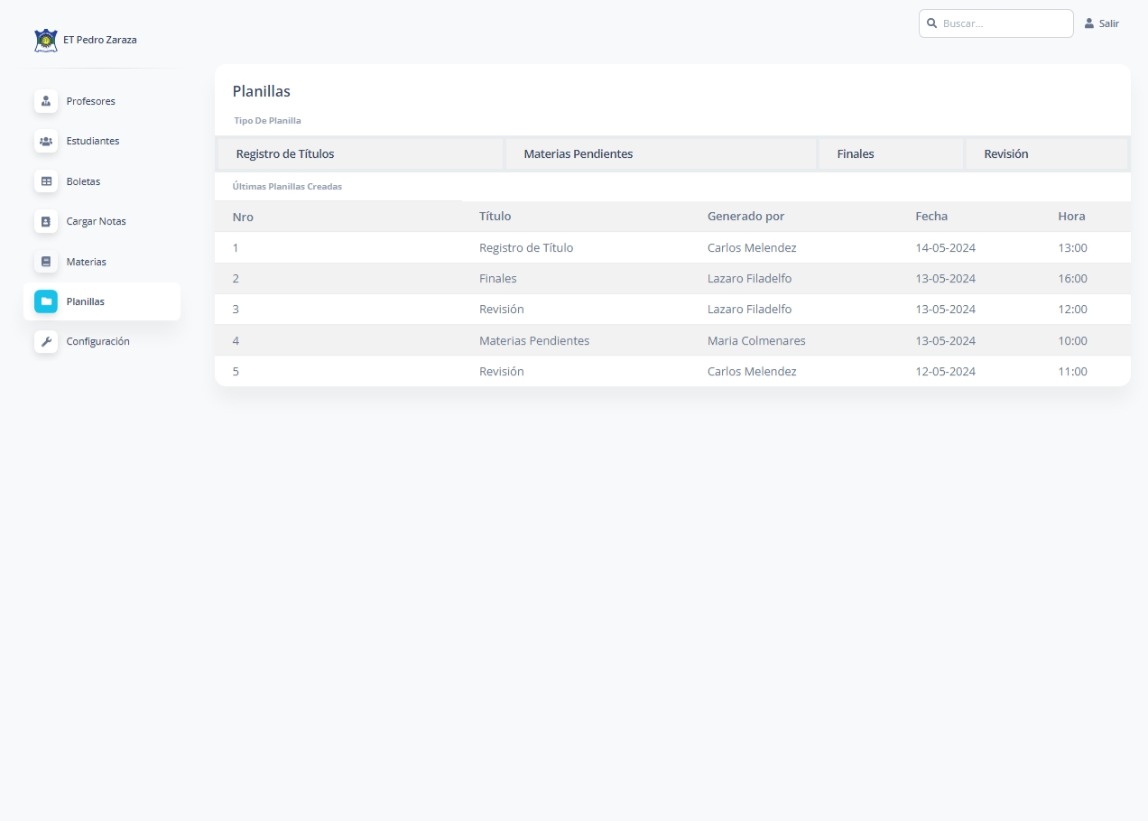 ET Pedro Zaraza
Buscar...
Salir
Profesores
Estudiantes
Boletas
Cargar Notas
Materias
Planillas
Configuración
Planillas
Tipo De Planilla
Registro de Títulos Materias Pendientes Finales Revisión
Últimas Planillas Creadas
Nro Título Generado por Fecha Hora
1 Registro de Título Carlos Melendez 14-05-2024 13:00
2 Finales Lazaro Filadelfo 13-05-2024 16:00
3 Revisión Lazaro Filadelfo 13-05-2024 12:00
4 Materias Pendientes Maria Colmenares 13-05-2024 10:00
5 Revisión Carlos Melendez 12-05-2024 11:00